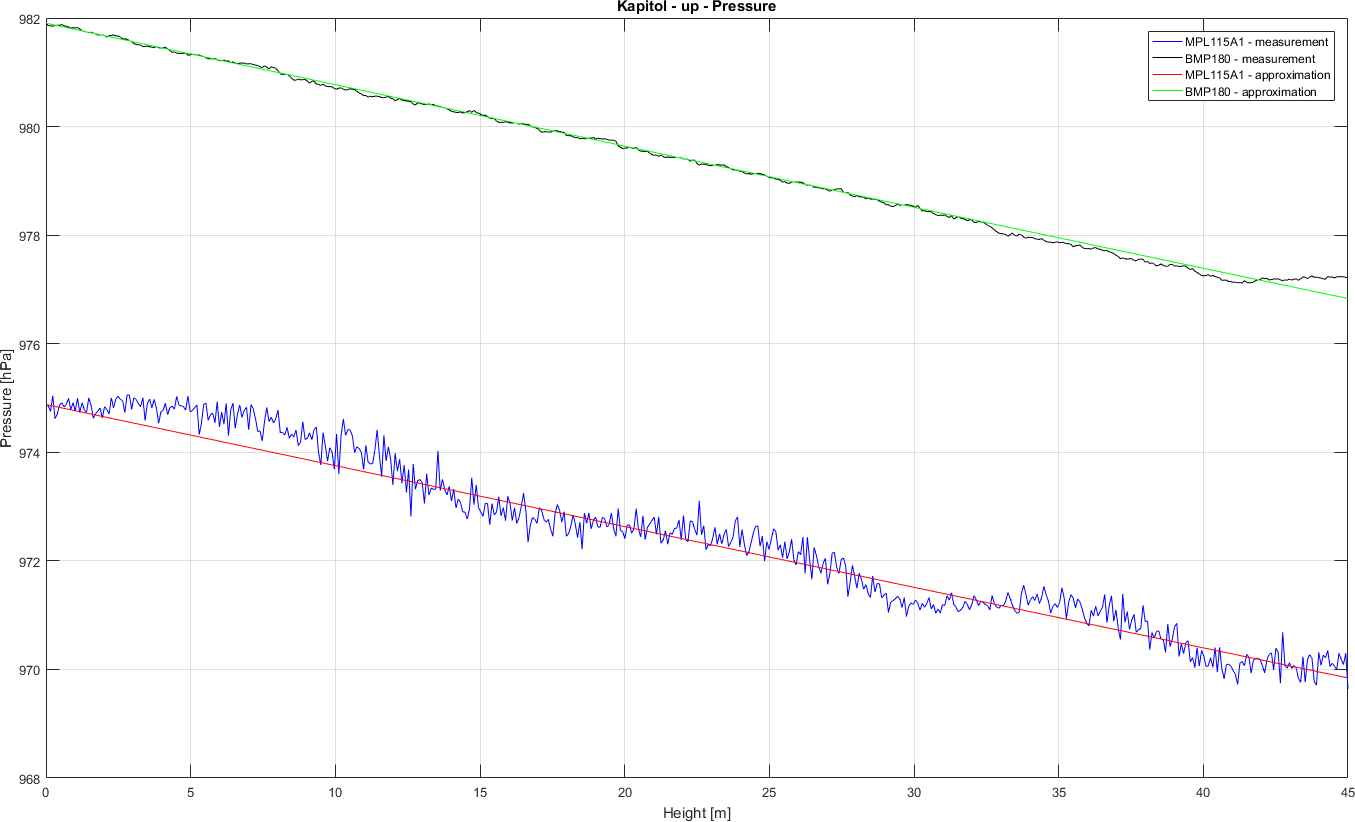 Kapitol - up - Pressure
MPL115A1 - measurement
BMP180 - measurement
MPL115A1 - approximation
BMP180 - approximation
982
980
978
976
974
972
970
968
Pressure [hPa]
0 5 10 15 20 25 30 35 40 45
Height [m]